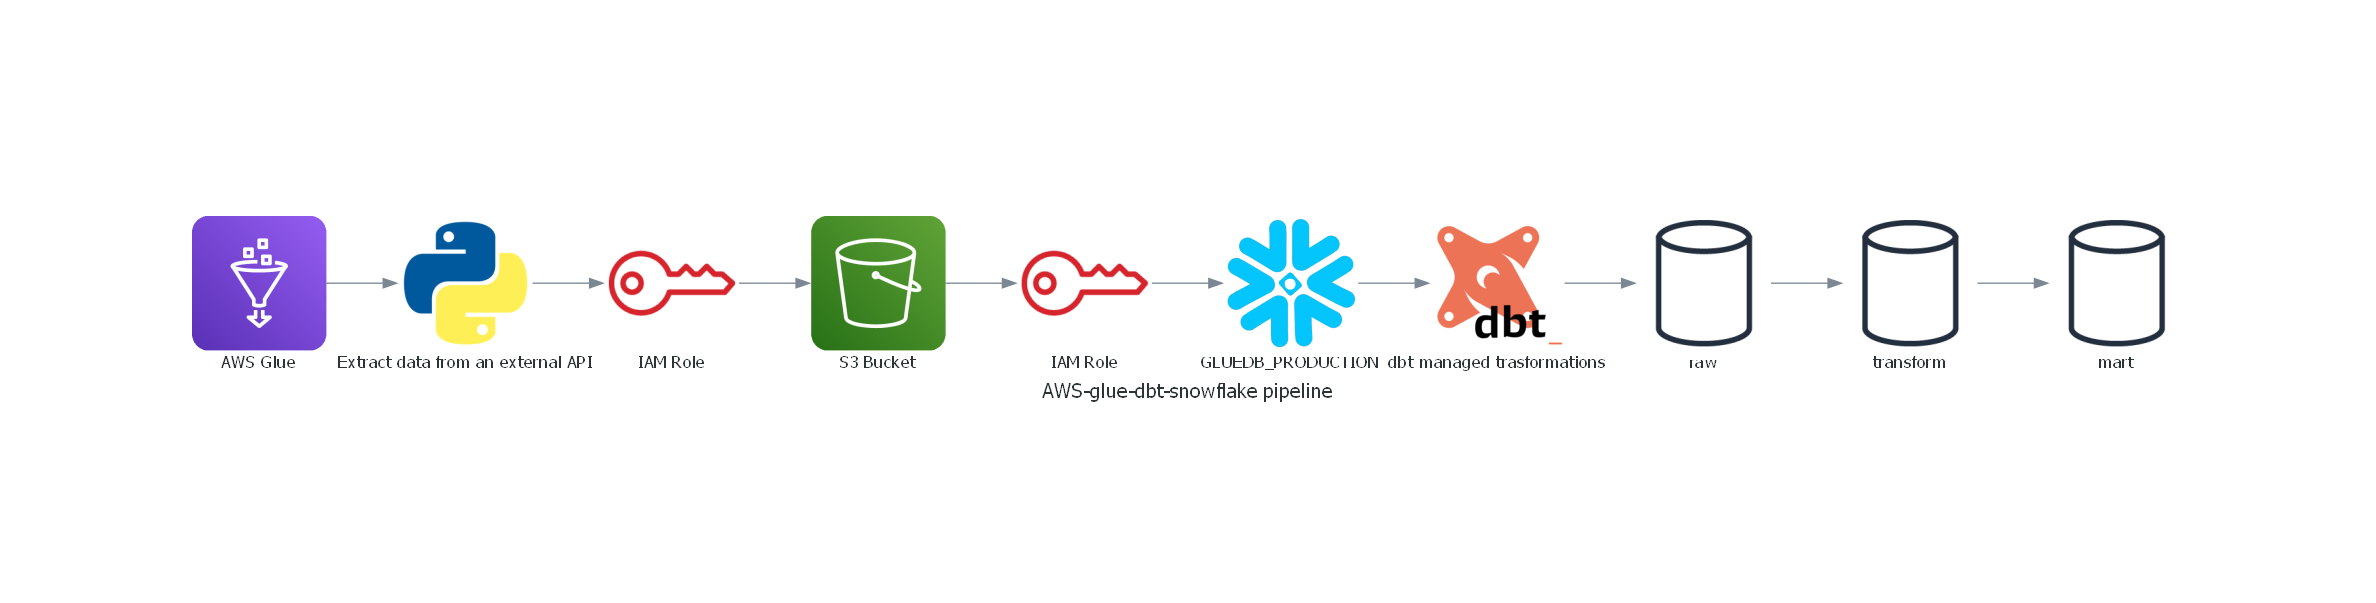 dbt_
AWS Glue
Extract data from an external API
IAM Role
S3 Bucket
IAM Role
GLUEDB_PRODUCTION
dbt managed trasformations
raw
transform
mart
AWS-glue-dbt-snowflake pipeline